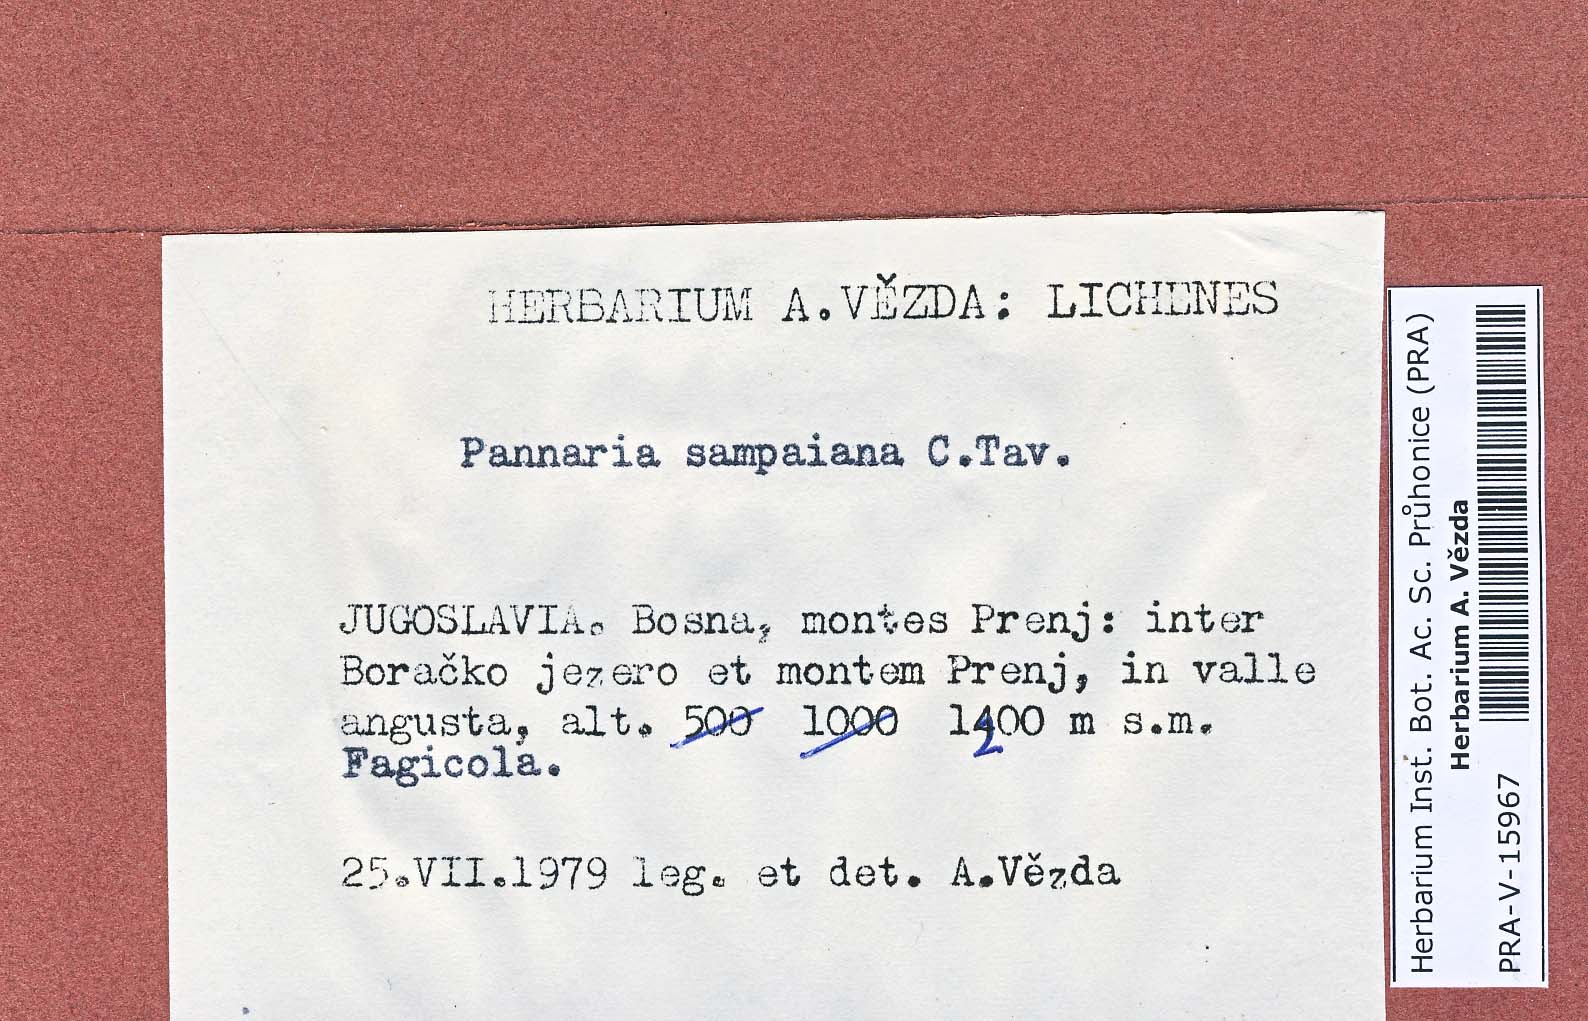 HERBARIUM A.VĚZDA: LICHENES
Pannaria sampaiana C.Tav.
JUGOSLAVIA. Bosna, montes Prenj: inter
Boračko jezero et montem Prenj, in valle
angusta, alt. 500 1000 1200 m s.m.
Fagicola.
25.VII.1979 leg. et det. A.Vězda
Herbarium Inst. Bot. Ac. Sc. Průhonice (PRA)
Herbarium A. Vězda
PRA-V-15967